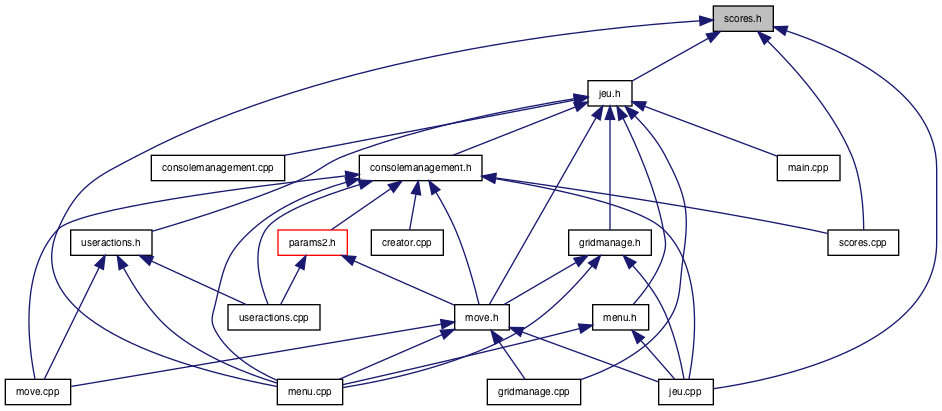 scores.h
jeu.h
consolemanagement.cpp
consolemanagement.h
main.cpp
useractions.h
params2.h
creator.cpp
gridmanage.h
scores.cpp
useractions.cpp
move.h
menu.h
move.cpp
menu.cpp
gridmanage.cpp
jeu.cpp